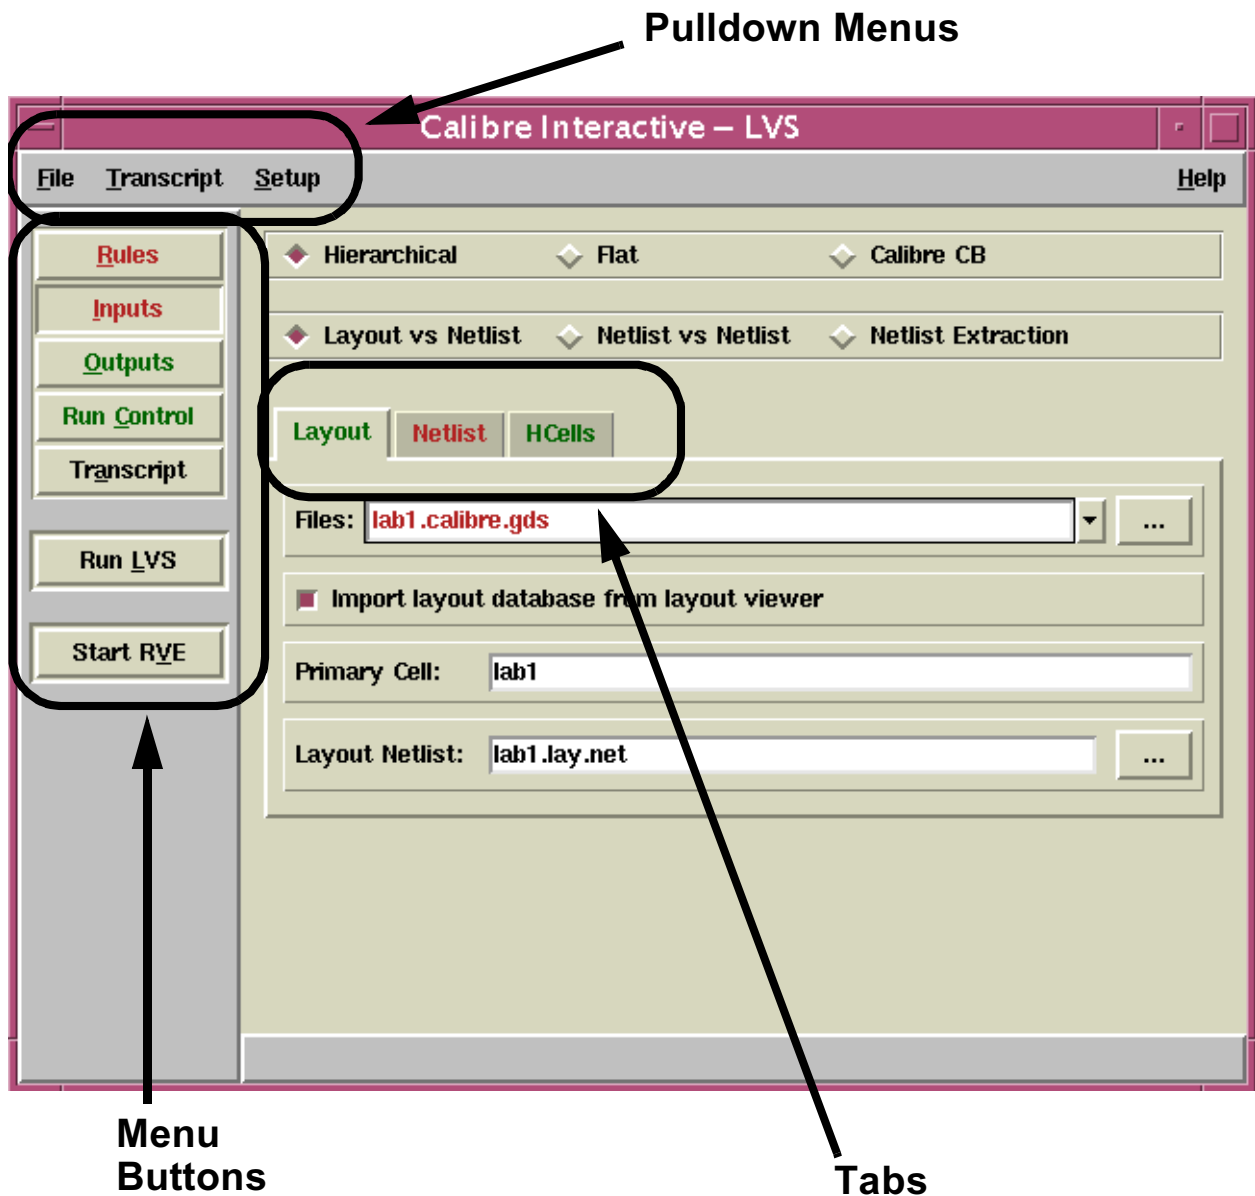 Pulldown Menus
Calibre Interactive – LVS
File Transcript Setup Help
Rules
Inputs
Outputs
Run Control
Transcript
Run LVS
Start RVE
Hierarchical Flat Calibre CB
Layout vs Netlist Netlist vs Netlist Netlist Extraction
Layout Netlist HCells
Files: lab1.calibre.gds ...
Import layout database from layout viewer
Primary Cell: lab1
Layout Netlist: lab1.lay.net ...
Menu
Buttons
Tabs